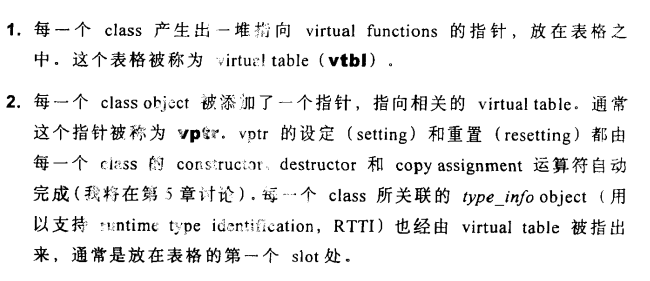 1. 每一个 class 产生出一堆指向 virtual functions 的指针，放在表格之
中。这个表格被称为 virtual table（vtbl）。
2. 每一个 class object 被添加了一个指针，指向相关的 virtual table。通常
这个指针被称为 vptr. vptr 的设定（setting）和重置（resetting）都由
每一个 class 的 constructor、destructor 和 copy assignment 运算符自动
完成(我将在第 5 章讨论)．每一个 class 所关联的 type_info object（用
以支持 runtime type identification, RTTI）也经由 virtual table 被指出
来，通常是放在表格的第一个 slot 处。